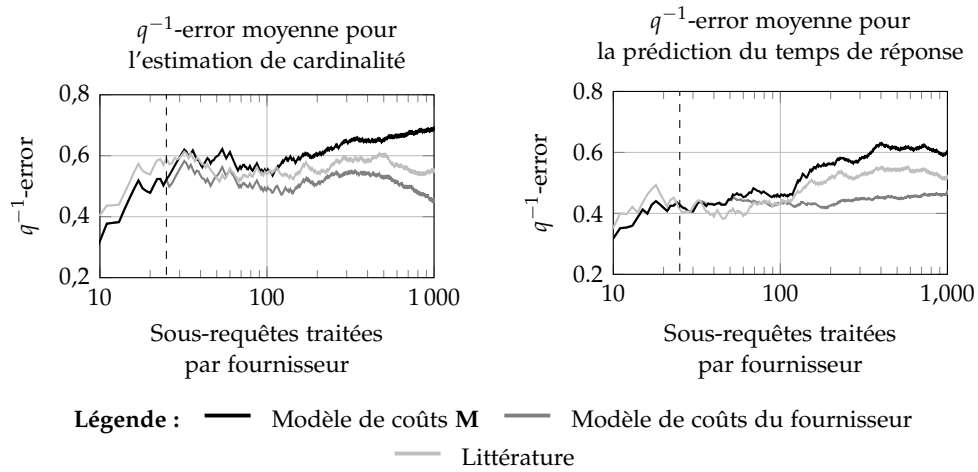 q⁻¹-error moyenne pour
l'estimation de cardinalité
q⁻¹-error
0,8
0,6
0,4
0,2
10
100
1 000
Sous-requêtes traitées
par fournisseur
q⁻¹-error moyenne pour
la prédiction du temps de réponse
q⁻¹-error
0.8
0.6
0.4
0.2
10
100
1,000
Sous-requêtes traitées
par fournisseur
Légende : Modèle de coûts M Modèle de coûts du fournisseur
Littérature